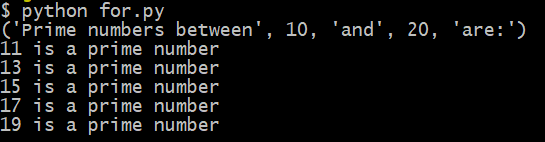 $ python for.py
('Prime numbers between', 10, 'and', 20, 'are:')
11 is a prime number
13 is a prime number
15 is a prime number
17 is a prime number
19 is a prime number